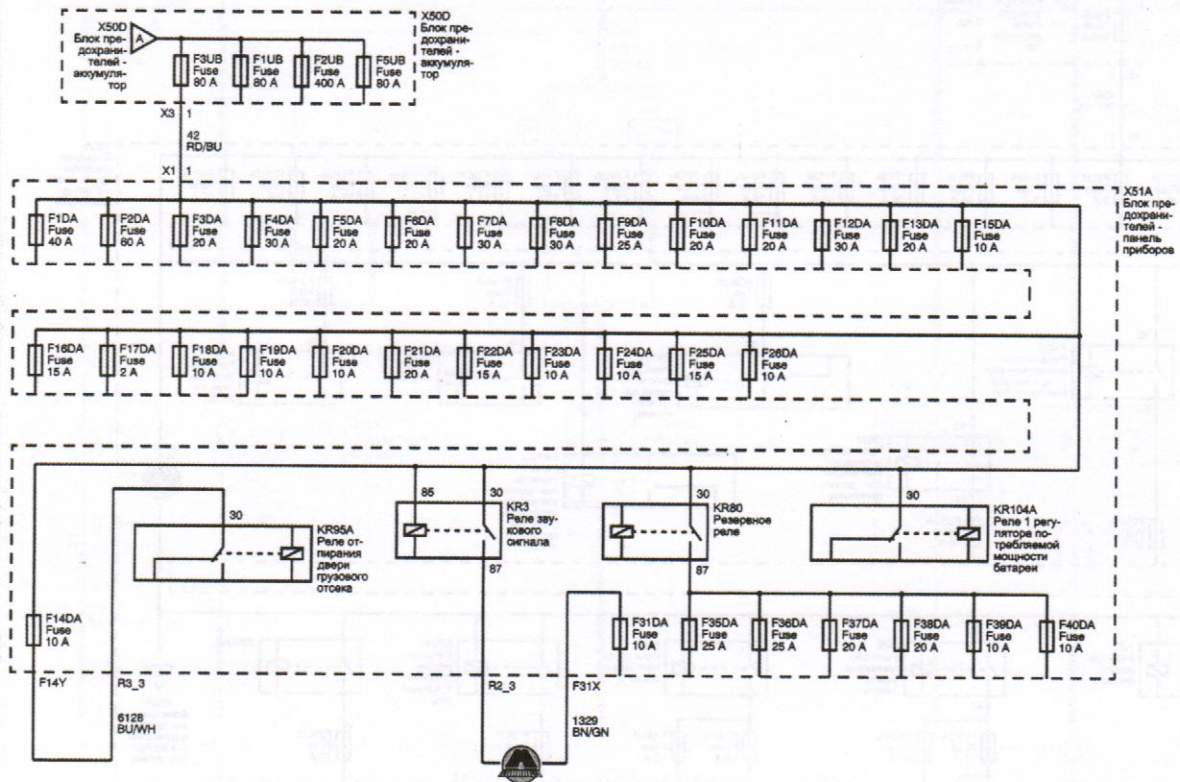 X50D
Блок пре-
дохрани-
телей -
аккумуля-
тор
A
F3UB
Fuse
80 A
F1UB
Fuse
80 A
F2UB
Fuse
400 A
F5UB
Fuse
80 A
X50D
Блок пре-
дохрани-
телей -
аккумуля-
тор
X3 1
42
RD/BU
X1 1
X51A
Блок пре-
дохрани-
телей -
панель
приборов
F1DA
Fuse
40 A
F2DA
Fuse
60 A
F3DA
Fuse
20 A
F4DA
Fuse
30 A
F5DA
Fuse
20 A
F6DA
Fuse
20 A
F7DA
Fuse
30 A
F8DA
Fuse
30 A
F9DA
Fuse
25 A
F10DA
Fuse
20 A
F11DA
Fuse
20 A
F12DA
Fuse
30 A
F13DA
Fuse
20 A
F15DA
Fuse
10 A
F16DA
Fuse
15 A
F17DA
Fuse
2 A
F18DA
Fuse
10 A
F19DA
Fuse
10 A
F20DA
Fuse
10 A
F21DA
Fuse
20 A
F22DA
Fuse
15 A
F23DA
Fuse
10 A
F24DA
Fuse
10 A
F25DA
Fuse
15 A
F26DA
Fuse
10 A
30
KR95A
Реле от-
пирания
двери
грузового
отсека
85
30
KR3
Реле зву-
кового
сигнала
87
30
KR80
Резервное
реле
87
30
KR104A
Реле 1 регу-
лятора по-
требляемой
мощности
батареи
F14DA
Fuse
10 A
F31DA
Fuse
10 A
F35DA
Fuse
25 A
F36DA
Fuse
25 A
F37DA
Fuse
20 A
F38DA
Fuse
20 A
F39DA
Fuse
10 A
F40DA
Fuse
10 A
F14Y
R3_3
R2_3
F31X
6128
BU/WH
1329
BN/GN